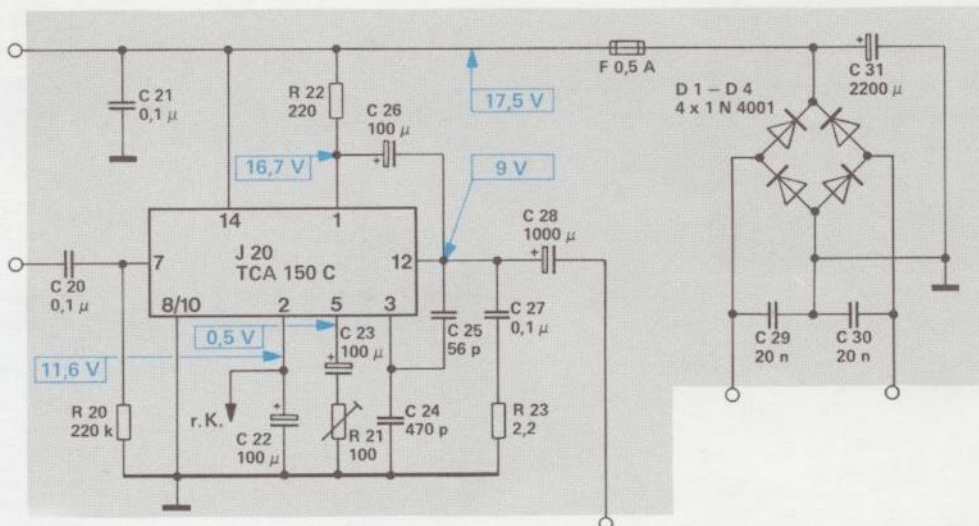 C 21
0,1 µ
R 22
220
C 26
100 µ
17,5 V
F 0,5 A
D 1 – D 4
4 x 1 N 4001
C 31
2200 µ
16,7 V
9 V
C 28
1000 µ
14
1
J 20
TCA 150 C
7
12
8/10
2
5
3
C 20
0,1 µ
0,5 V
11,6 V
C 23
100 µ
C 25
56 p
C 27
0,1 µ
C 29
20 n
C 30
20 n
R 20
220 k
r. K.
C 22
100 µ
R 21
100
C 24
470 p
R 23
2,2